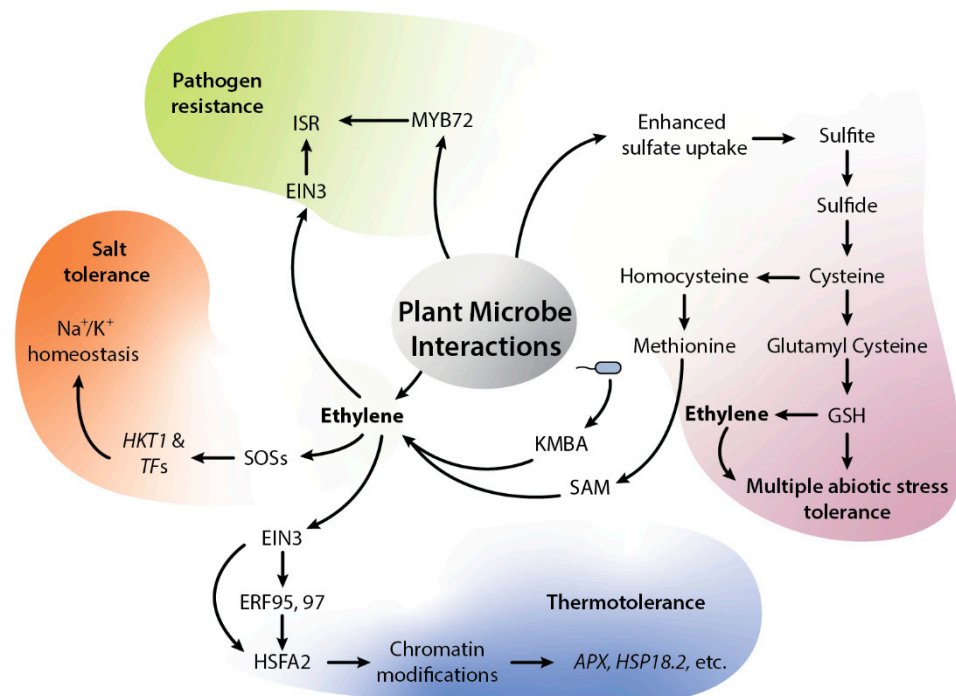 Pathogen
resistance
ISR
MYB72
EIN3
Enhanced
sulfate uptake
Sulfite
Sulfide
Homocysteine
Cysteine
Methionine
Glutamyl Cysteine
Ethylene
GSH
Multiple abiotic stress
tolerance
Plant Microbe
Interactions
Salt
tolerance
Na⁺/K⁺
homeostasis
HKT1 &
TFs
SOSs
Ethylene
KMBA
SAM
EIN3
ERF95, 97
HSFA2
Chromatin
modifications
Thermotolerance
APX, HSP18.2, etc.